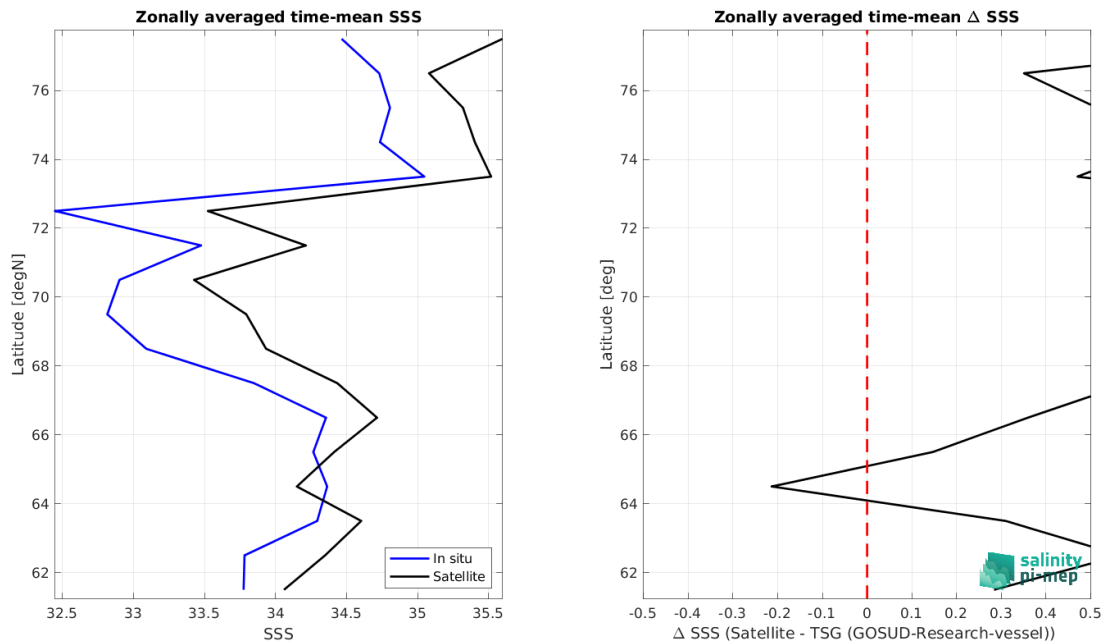 Zonally averaged time-mean SSS
76
74
72
70
68
66
64
62
Latitude [degN]
32.5 33 33.5 34 34.5 35 35.5
SSS
In situ
Satellite
Zonally averaged time-mean Δ SSS
76
74
72
70
68
66
64
62
Latitude [deg]
-0.5 -0.4 -0.3 -0.2 -0.1 0 0.1 0.2 0.3 0.4 0.5
Δ SSS (Satellite - TSG (GOSUD-Research-vessel))
salinity
pi-mep